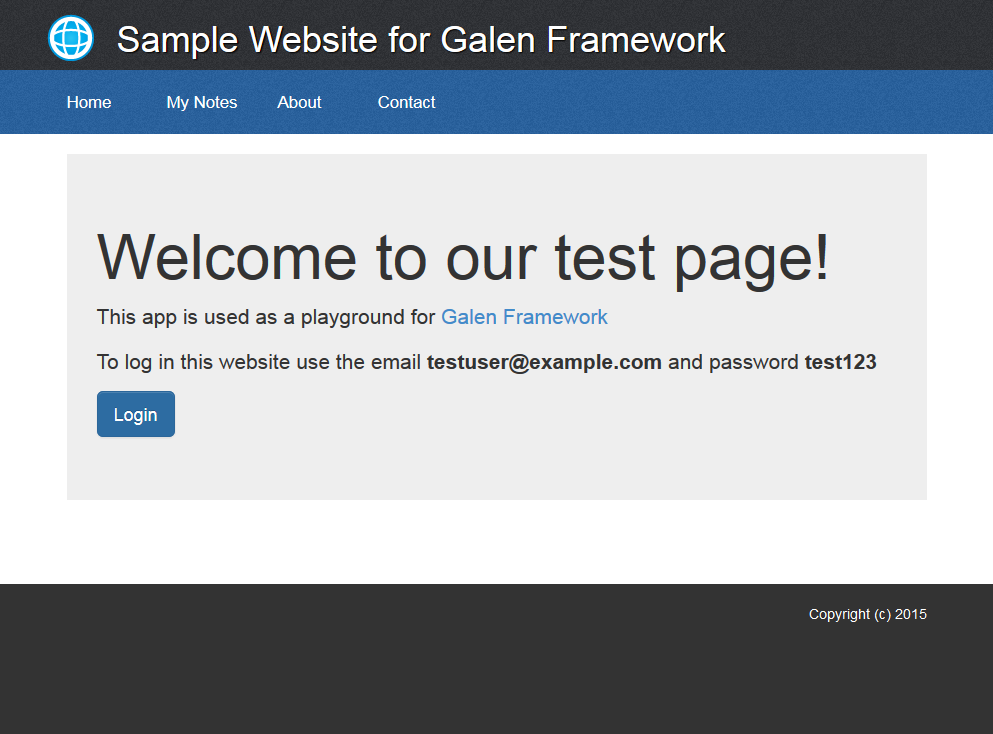 Sample Website for Galen Framework
Home My Notes About Contact
Welcome to our test page!
This app is used as a playground for Galen Framework
To log in this website use the email testuser@example.com and password test123
Login
Copyright (c) 2015